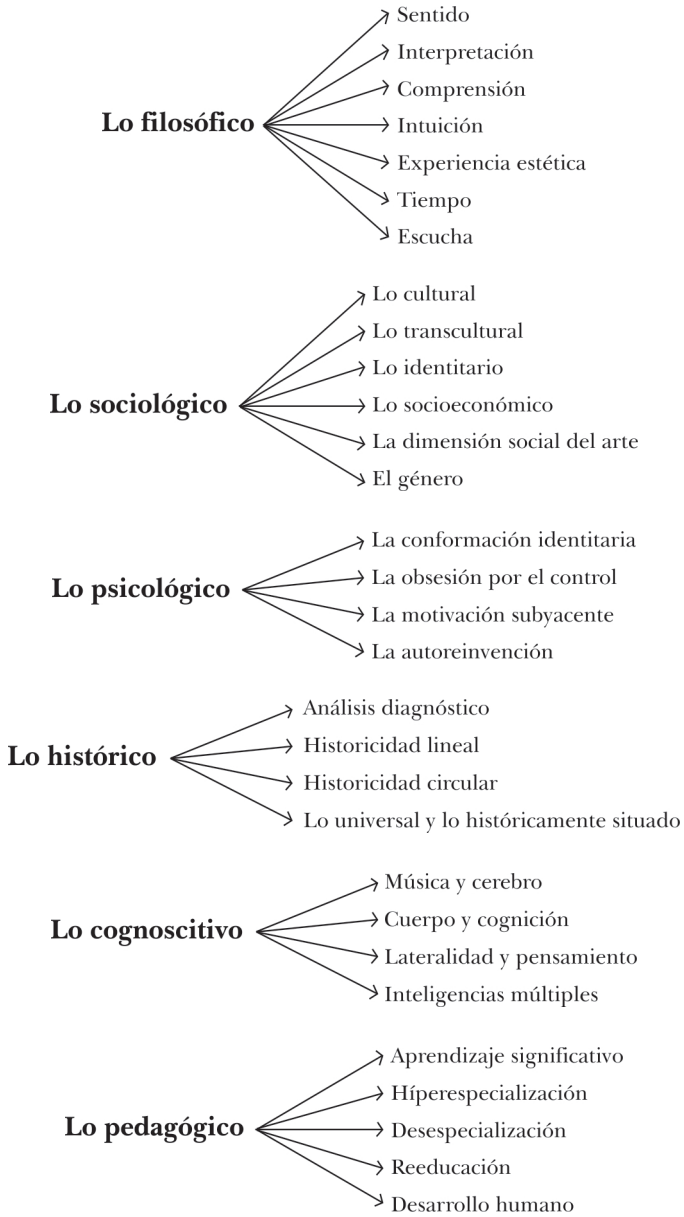 Lo filosófico
Sentido
Interpretación
Comprensión
Intuición
Experiencia estética
Tiempo
Escucha
Lo sociológico
Lo cultural
Lo transcultural
Lo identitario
Lo socioeconómico
La dimensión social del arte
El género
Lo psicológico
La conformación identitaria
La obsesión por el control
La motivación subyacente
La autoreinvención
Lo histórico
Análisis diagnóstico
Historicidad lineal
Historicidad circular
Lo universal y lo históricamente situado
Lo cognoscitivo
Música y cerebro
Cuerpo y cognición
Lateralidad y pensamiento
Inteligencias múltiples
Lo pedagógico
Aprendizaje significativo
Híperespecialización
Desespecialización
Reeducación
Desarrollo humano